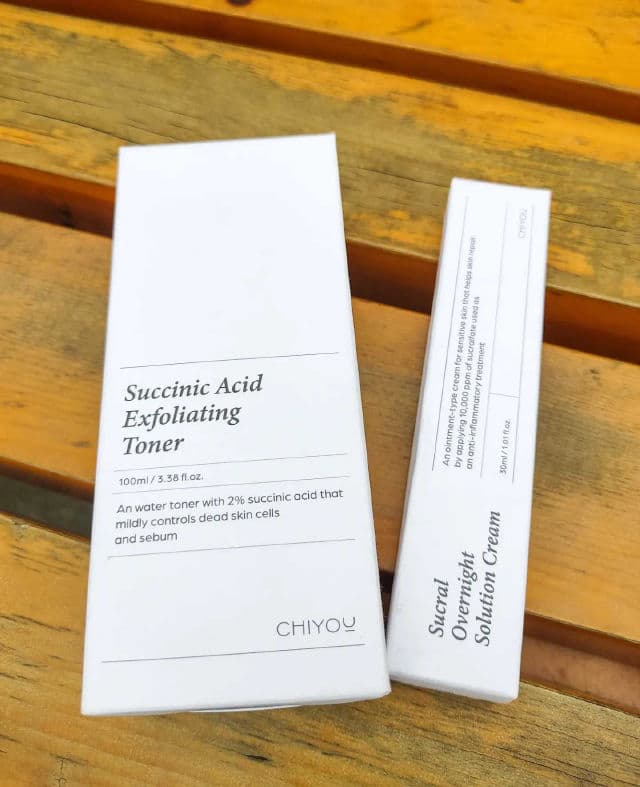 Succinic Acid
Exfoliating
Toner
100ml / 3.38 fl.oz.
An water toner with 2% succinic acid that
mildly controls dead skin cells
and sebum
CHIYOU
Sucral
Overnight
Solution Cream
30ml / 1.01 fl.oz.
An ointment-type cream for sensitive skin that helps skin repair
by applying 10,000 ppm of sucralfate used as
an anti-inflammatory treatment
CHIYOU